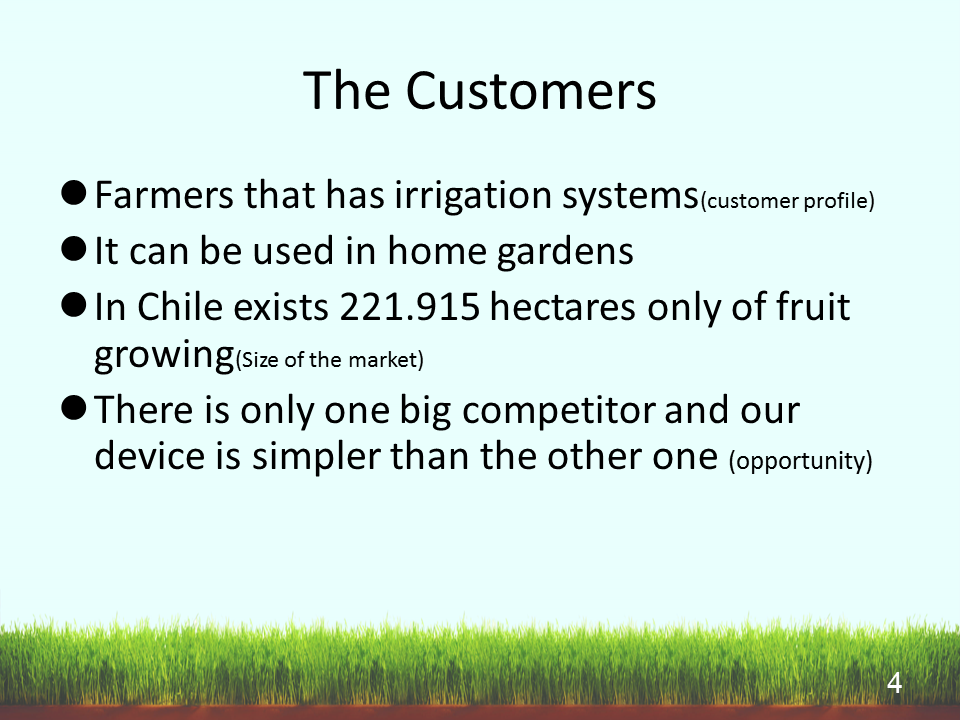 The Customers
● Farmers that has irrigation systems(customer profile)
● It can be used in home gardens
● In Chile exists 221.915 hectares only of fruit
growing(Size of the market)
● There is only one big competitor and our
device is simpler than the other one (opportunity)
4